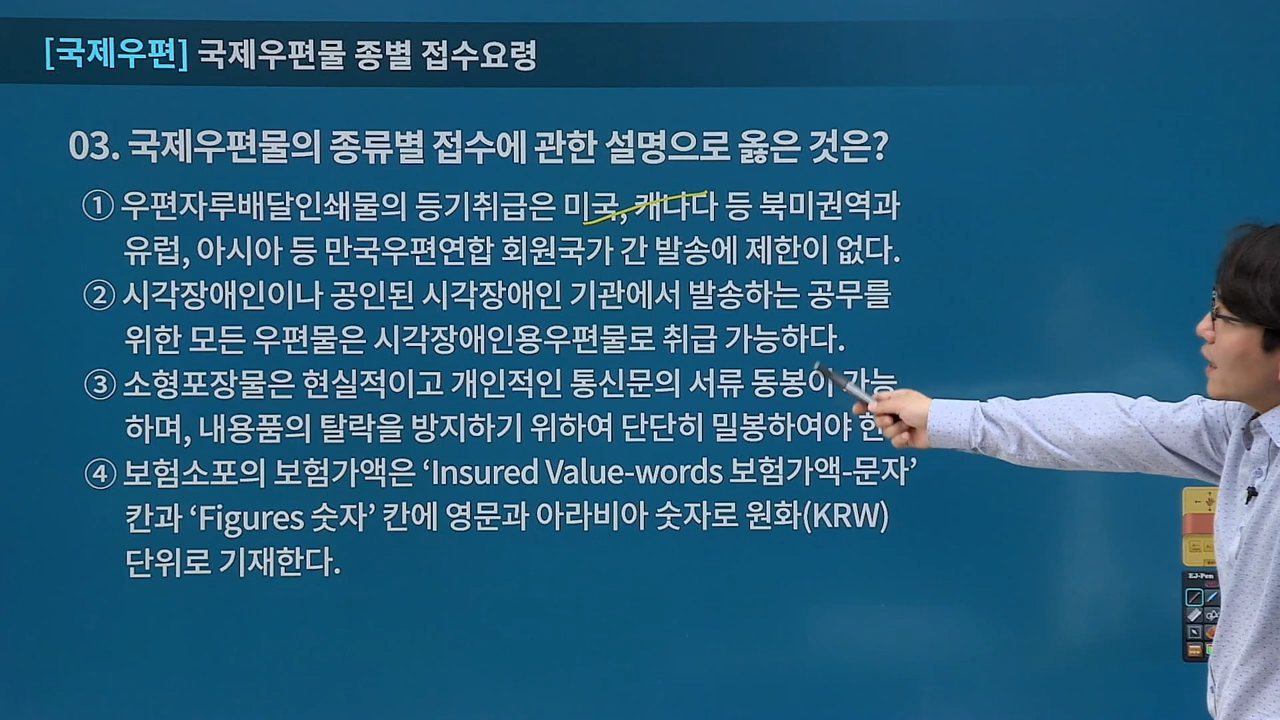 [국제우편] 국제우편물 종별 접수요령
03. 국제우편물의 종류별 접수에 관한 설명으로 옳은 것은?
① 우편자루배달인쇄물의 등기취급은 미국, 캐나다 등 북미권역과
유럽, 아시아 등 만국우편연합 회원국가 간 발송에 제한이 없다.
② 시각장애인이나 공인된 시각장애인 기관에서 발송하는 공무를
위한 모든 우편물은 시각장애인용우편물로 취급 가능하다.
③ 소형포장물은 현실적이고 개인적인 통신문의 서류 동봉이 가능
하며, 내용품의 탈락을 방지하기 위하여 단단히 밀봉하여야
④ 보험소포의 보험가액은 ‘Insured Value-words 보험가액-문자’
칸과 ‘Figures 숫자’ 칸에 영문과 아라비아 숫자로 원화(KRW)
단위로 기재한다.
EJ-Pen